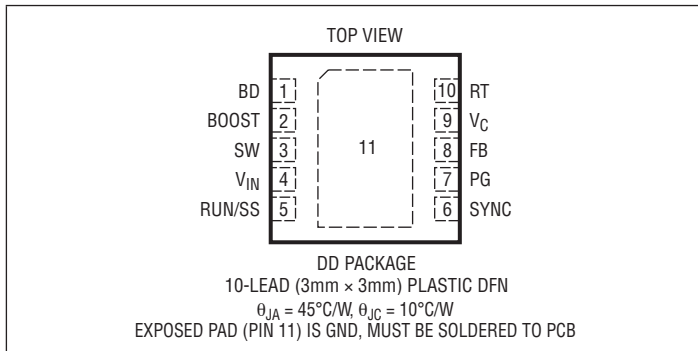 TOP VIEW
BD 1 10 RT
BOOST 2 9 VC
SW 3 11 8 FB
VIN 4 7 PG
RUN/SS 5 6 SYNC
DD PACKAGE
10-LEAD (3mm × 3mm) PLASTIC DFN
θJA = 45°C/W, θJC = 10°C/W
EXPOSED PAD (PIN 11) IS GND, MUST BE SOLDERED TO PCB